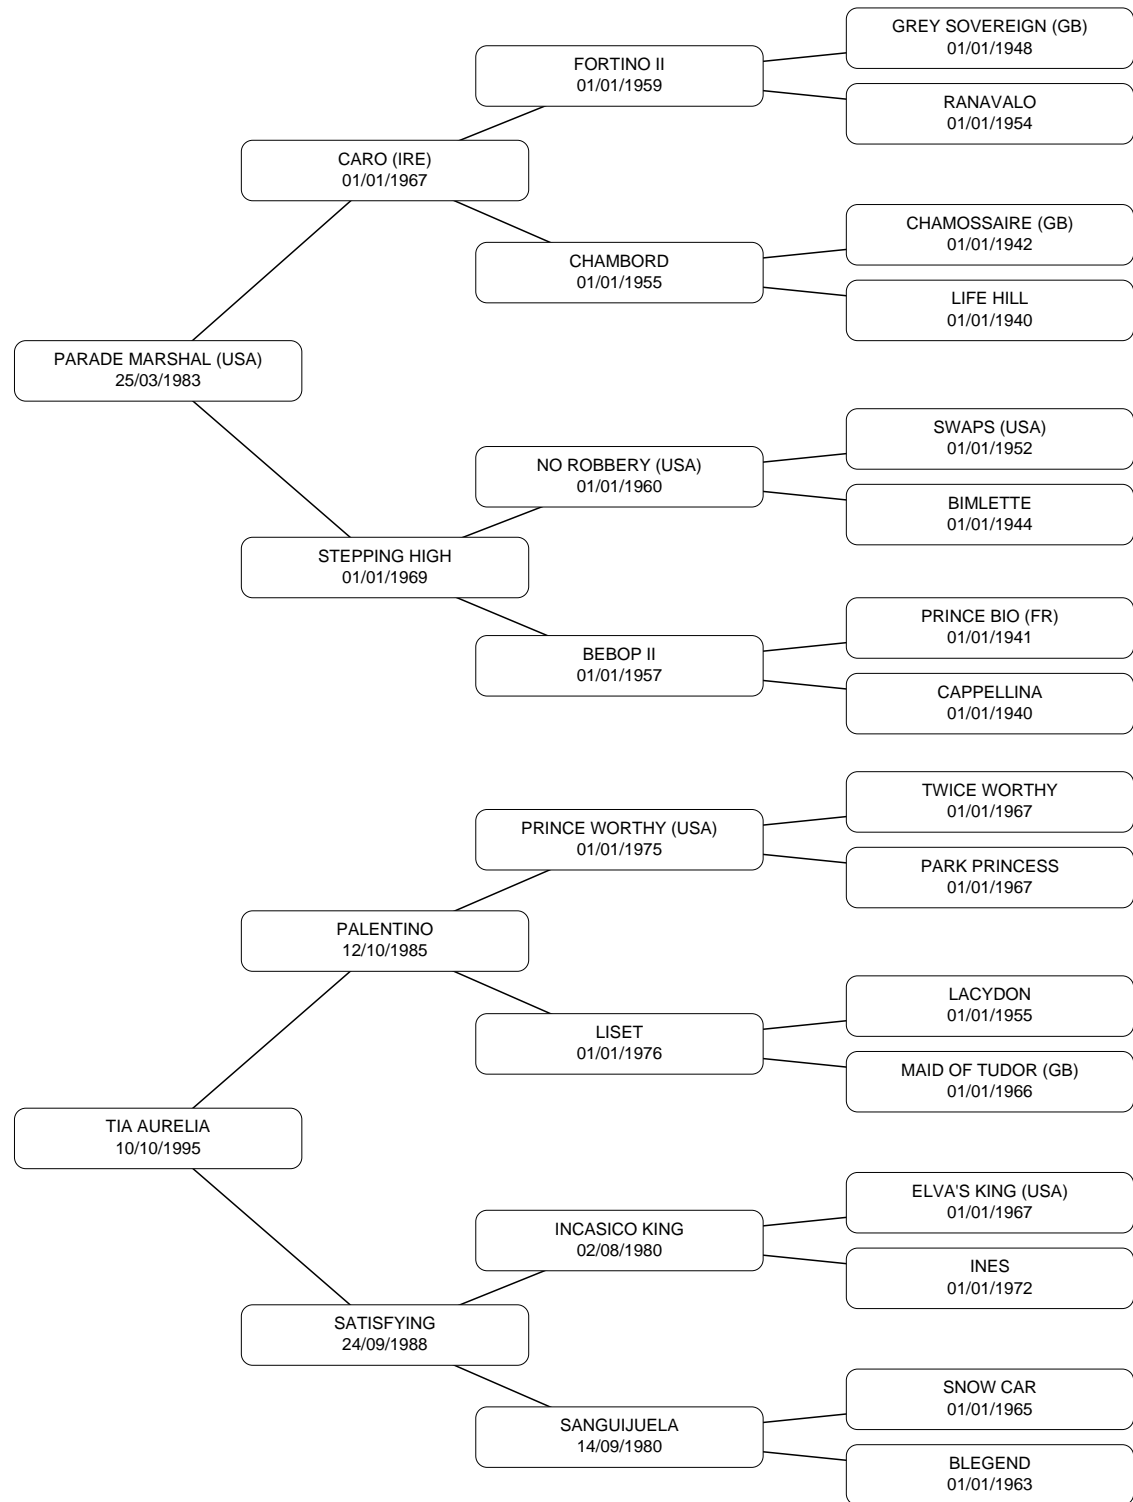 GREY SOVEREIGN (GB)
01/01/1948
FORTINO II
01/01/1959
RANAVALO
01/01/1954
CARO (IRE)
01/01/1967
CHAMOSSAIRE (GB)
01/01/1942
CHAMBORD
01/01/1955
LIFE HILL
01/01/1940
PARADE MARSHAL (USA)
25/03/1983
SWAPS (USA)
01/01/1952
NO ROBBERY (USA)
01/01/1960
BIMLETTE
01/01/1944
STEPPING HIGH
01/01/1969
PRINCE BIO (FR)
01/01/1941
BEBOP II
01/01/1957
CAPPELLINA
01/01/1940
TWICE WORTHY
01/01/1967
PRINCE WORTHY (USA)
01/01/1975
PARK PRINCESS
01/01/1967
PALENTINO
12/10/1985
LACYDON
01/01/1955
LISET
01/01/1976
MAID OF TUDOR (GB)
01/01/1966
TIA AURELIA
10/10/1995
ELVA'S KING (USA)
01/01/1967
INCASICO KING
02/08/1980
INES
01/01/1972
SATISFYING
24/09/1988
SNOW CAR
01/01/1965
SANGUIJUELA
14/09/1980
BLEGEND
01/01/1963